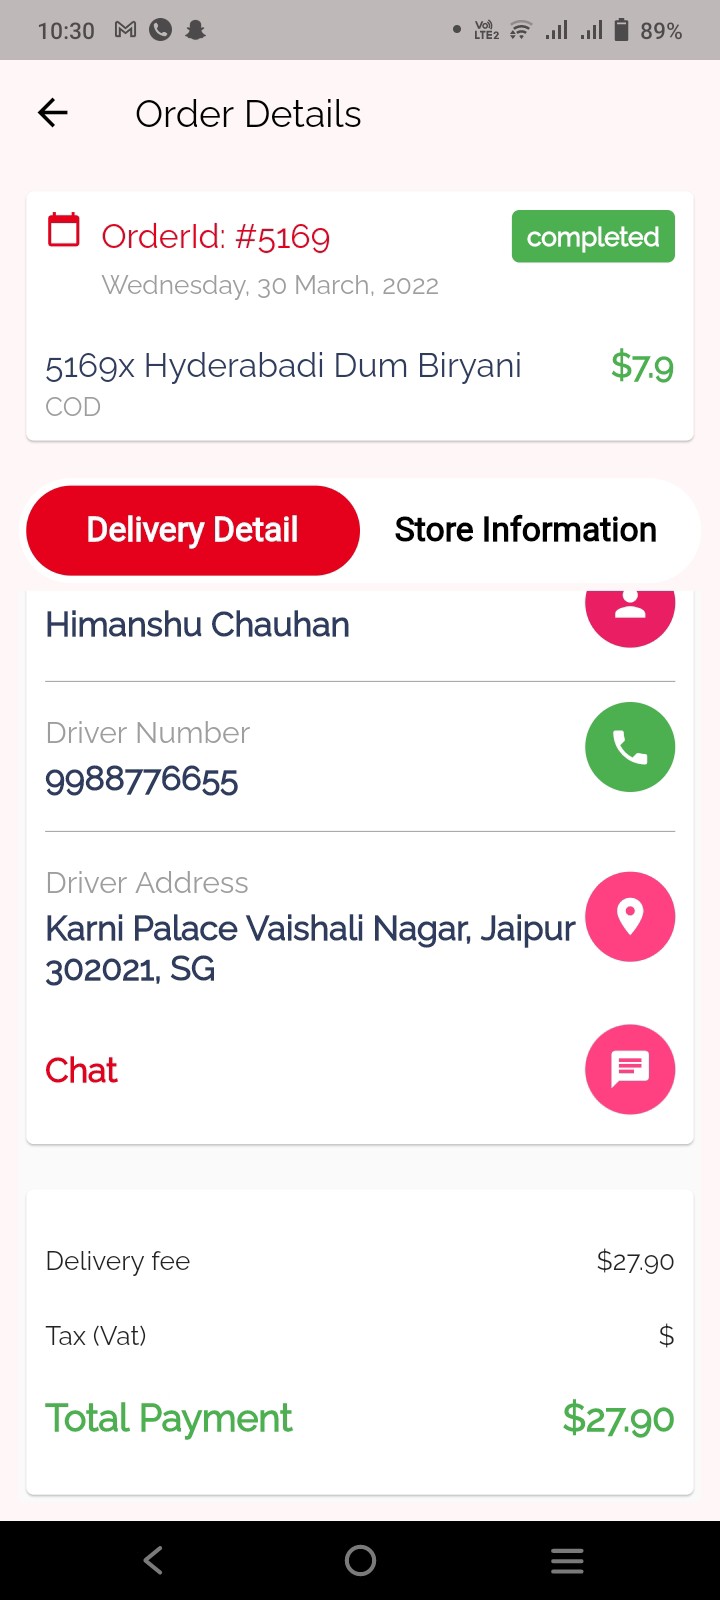 10:30
Vo))
LTE2
89%
Order Details
OrderId: #5169
completed
Wednesday, 30 March, 2022
5169x Hyderabadi Dum Biryani
$7.9
COD
Delivery Detail
Store Information
Himanshu Chauhan
Driver Number
9988776655
Driver Address
Karni Palace Vaishali Nagar, Jaipur
302021, SG
Chat
Delivery fee
$27.90
Tax (Vat)
$
Total Payment
$27.90